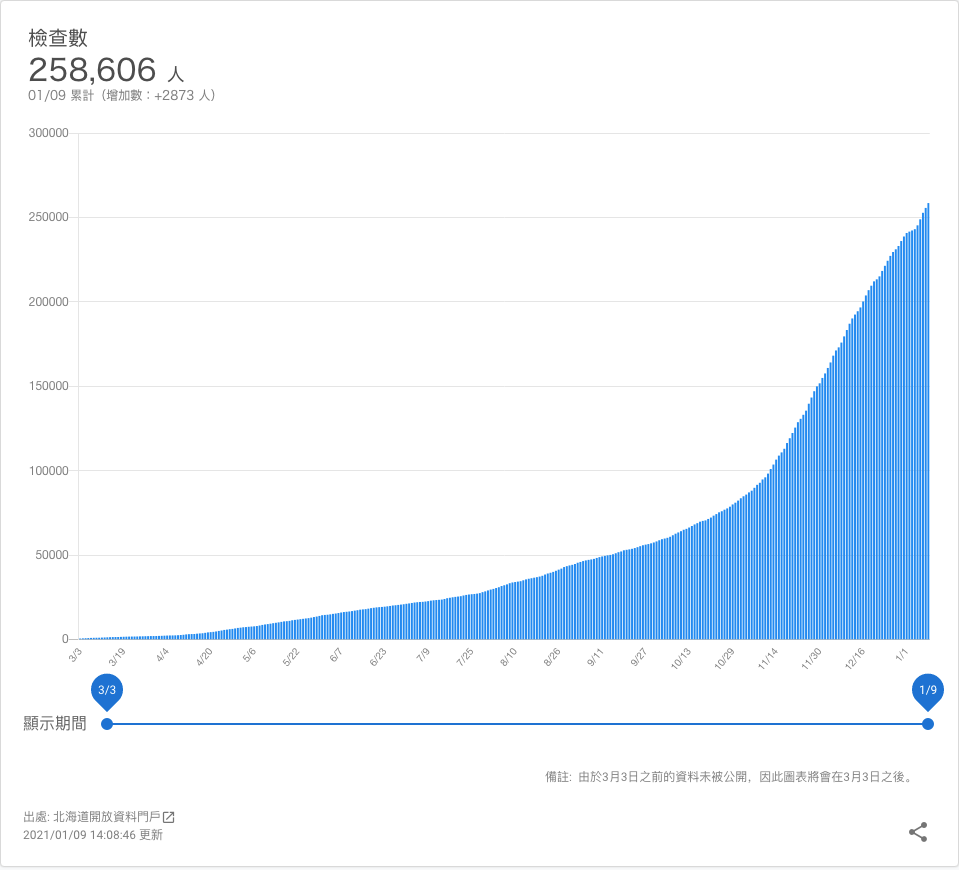 檢查數
258,606 人
01/09 累計（增加數：+2873 人）
300000
250000
200000
150000
100000
50000
0
3/3 3/19 4/4 4/20 5/6 5/22 6/7 6/23 7/9 7/25 8/10 8/26 9/11 9/27 10/13 10/29 11/14 11/30 12/16 1/1
3/3 1/9
顯示期間
備註: 由於3月3日之前的資料未被公開，因此圖表將會在3月3日之後。
出處: 北海道開放資料門戶
2021/01/09 14:08:46 更新